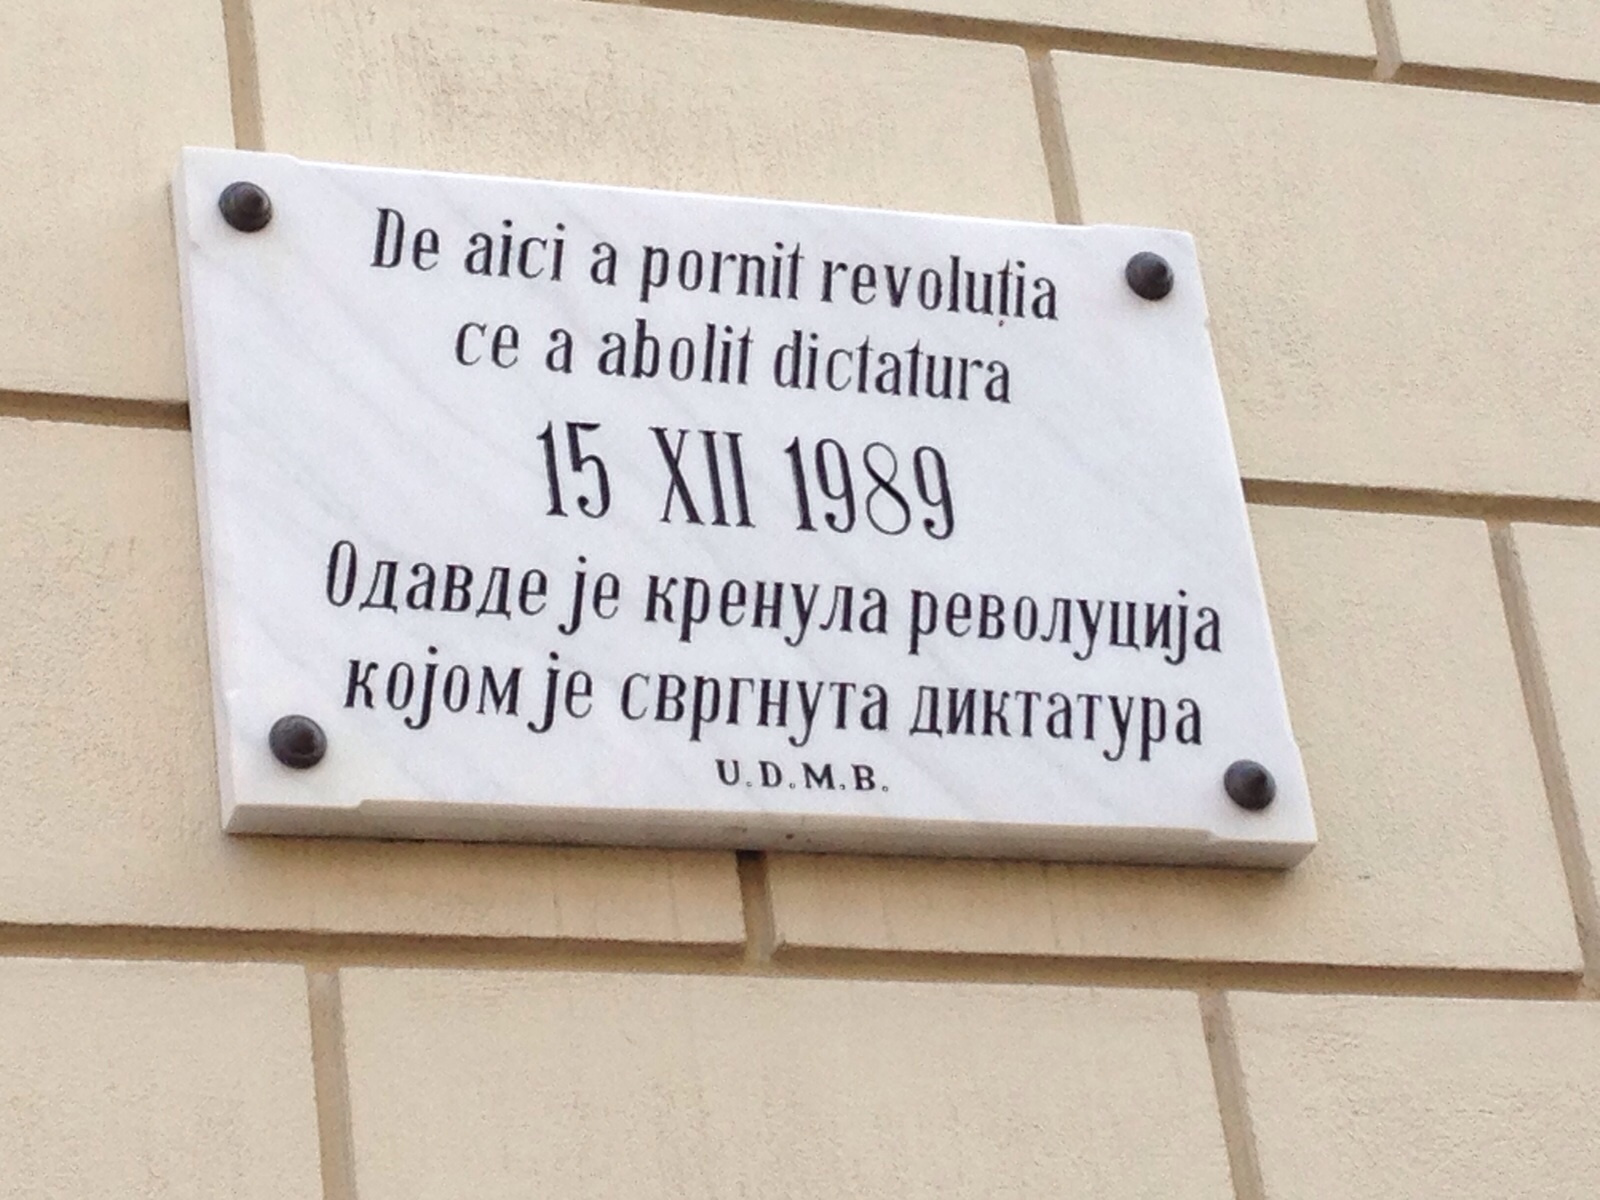 De aici a pornit revoluția
ce a abolit dictatura
15 XII 1989
Одавде је кренула револуција
којом је свргнута диктатура
U.D.M.B.